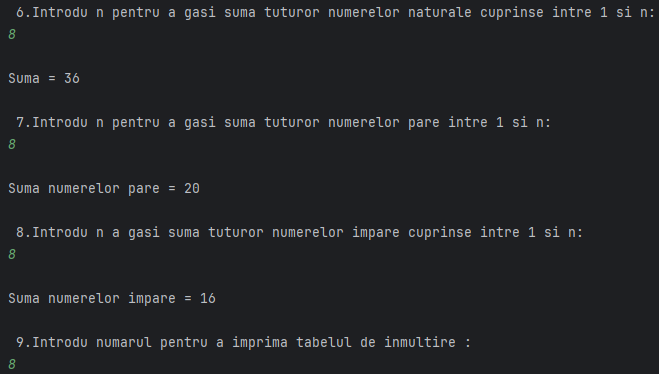 6.Introdu n pentru a gasi suma tuturor numerelor naturale cuprinse intre 1 si n:
8
Suma = 36
7.Introdu n pentru a gasi suma tuturor numerelor pare intre 1 si n:
8
Suma numerelor pare = 20
8.Introdu n a gasi suma tuturor numerelor impare cuprinse intre 1 si n:
8
Suma numerelor impare = 16
9.Introdu numarul pentru a imprima tabelul de inmultire :
8